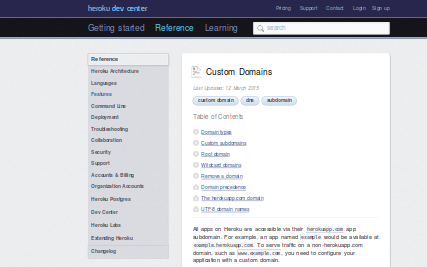 heroku dev center
Pricing Support Contact Login Sign up
Getting started Reference Learning search
Reference
Heroku Architecture
Languages
Features
Command Line
Deployment
Troubleshooting
Collaboration
Security
Support
Accounts & Billing
Organization Accounts
Heroku Postgres
Dev Center
Heroku Labs
Extending Heroku
Changelog
Custom Domains
Last Updated: 12 March 2015
custom domain dns subdomain
Table of Contents
Domain types
Custom subdomains
Root domain
Wildcard domains
Remove a domain
Domain precedence
The herokuapp.com domain
UTF-8 domain names
All apps on Heroku are accessible via their herokuapp.com app
subdomain. For example, an app named example would be available at
example.herokuapp.com. To serve traffic on a non-herokuapp.com
domain, such as www.example.com, you need to configure your
application with a custom domain.